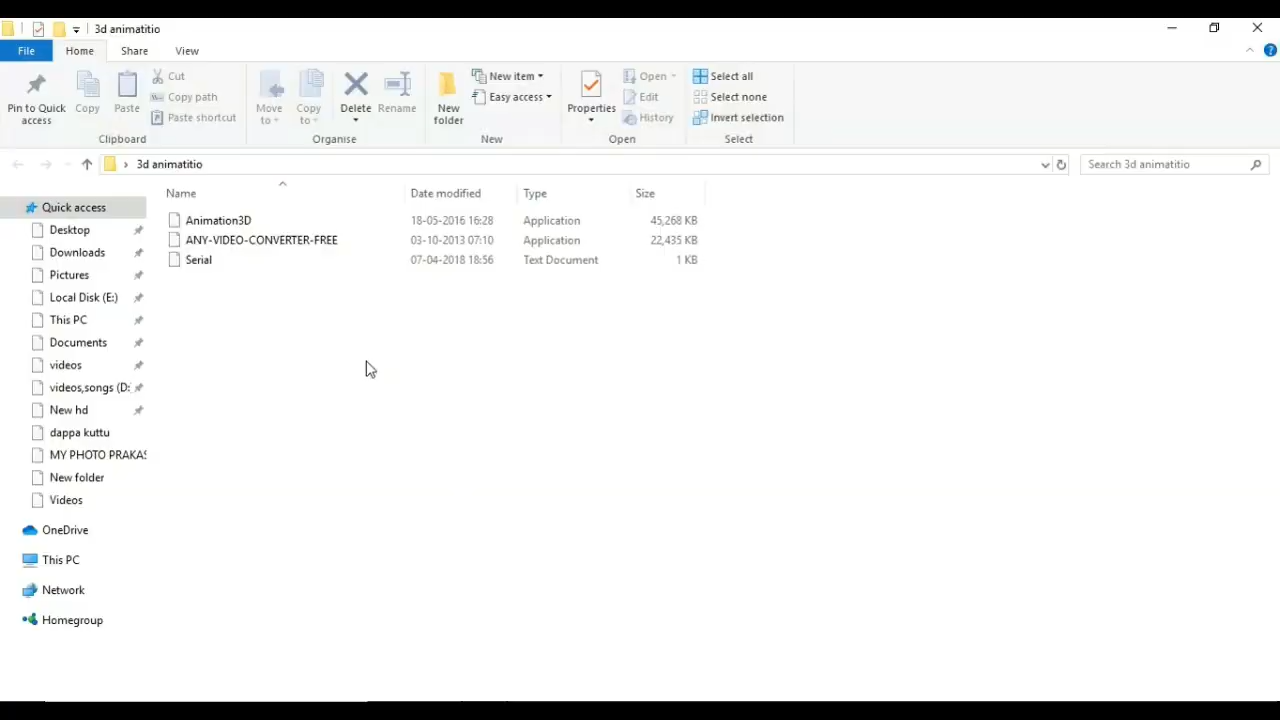 3d animatitio
File Home Share View
Pin to Quick access
Copy
Paste
Cut
Copy path
Paste shortcut
Clipboard
Move to
Copy to
Delete
Rename
Organise
New folder
New item
Easy access
New
Properties
Open
Edit
History
Open
Select all
Select none
Invert selection
Select
3d animatitio
Search 3d animatitio
Name Date modified Type Size
Animation3D 18-05-2016 16:28 Application 45,268 KB
ANY-VIDEO-CONVERTER-FREE 03-10-2013 07:10 Application 22,435 KB
Serial 07-04-2018 18:56 Text Document 1 KB
Quick access
Desktop
Downloads
Pictures
Local Disk (E:)
This PC
Documents
videos
videos,songs (D:
New hd
dappa kuttu
MY PHOTO PRAKAS
New folder
Videos
OneDrive
This PC
Network
Homegroup